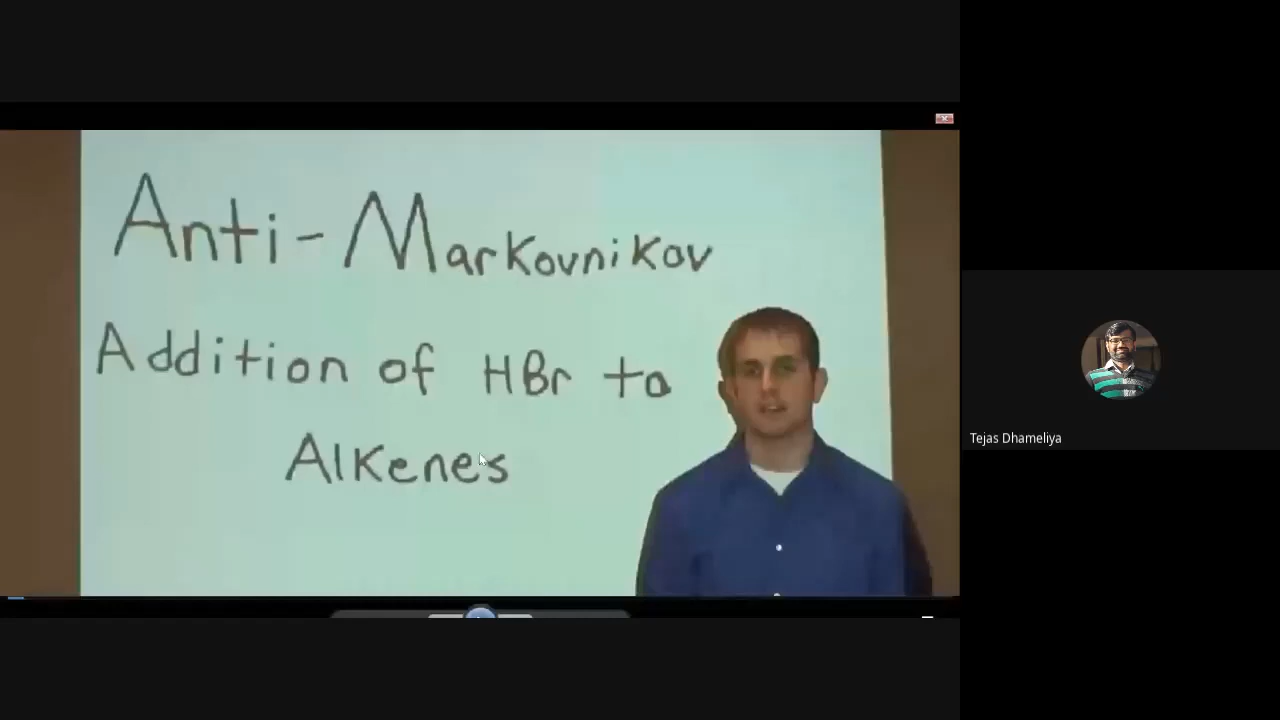 Anti-Markovnikov
Addition of HBr to
Alkenes
Tejas Dhameliya